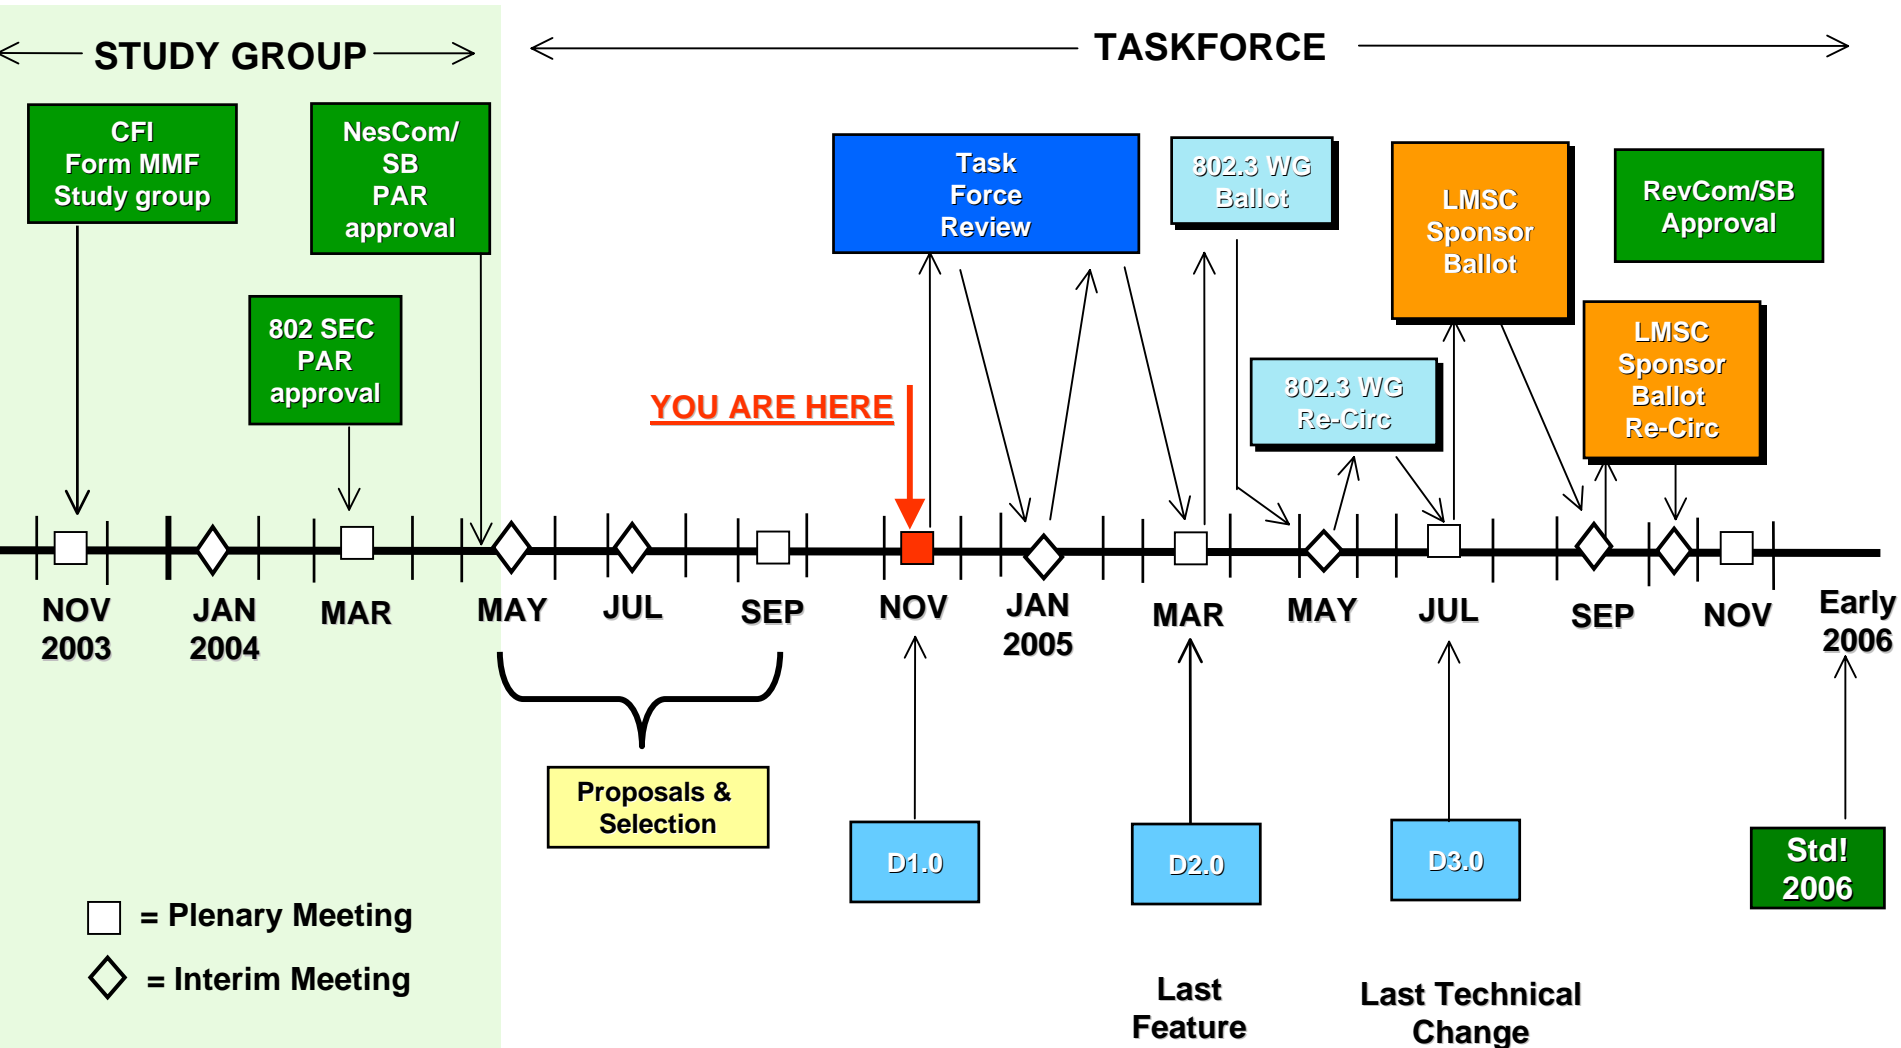 STUDY GROUP
TASKFORCE
CFI
Form MMF
Study group
NesCom/
SB
PAR
approval
802 SEC
PAR
approval
Task
Force
Review
802.3 WG
Ballot
LMSC
Sponsor
Ballot
RevCom/SB
Approval
802.3 WG
Re-Circ
LMSC
Sponsor
Ballot
Re-Circ
YOU ARE HERE
NOV
2003
JAN
2004
MAR
MAY
JUL
SEP
NOV
JAN
2005
MAR
MAY
JUL
SEP
NOV
Early
2006
Proposals &
Selection
D1.0
D2.0
D3.0
Std!
2006
= Plenary Meeting
= Interim Meeting
Last
Feature
Last Technical
Change